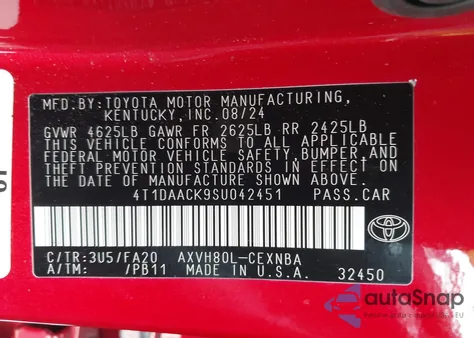 MFD.BY:TOYOTA MOTOR MANUFACTURING,
KENTUCKY, INC.08/24
GVWR 4625LB GAWR FR 2625LB RR 2425LB
THIS VEHICLE CONFORMS TO ALL APPLICABLE
FEDERAL MOTOR VEHICLE SAFETY, BUMPER, AND
THEFT PREVENTION STANDARDS IN EFFECT ON
THE DATE OF MANUFACTURE SHOWN ABOVE.
4T1DAACK9SU042451 PASS.CAR
C/TR:3U5/FA20 AXVH80L-CEXNBA
A/TM: /PB11 MADE IN U.S.A. 32450
autoSnap